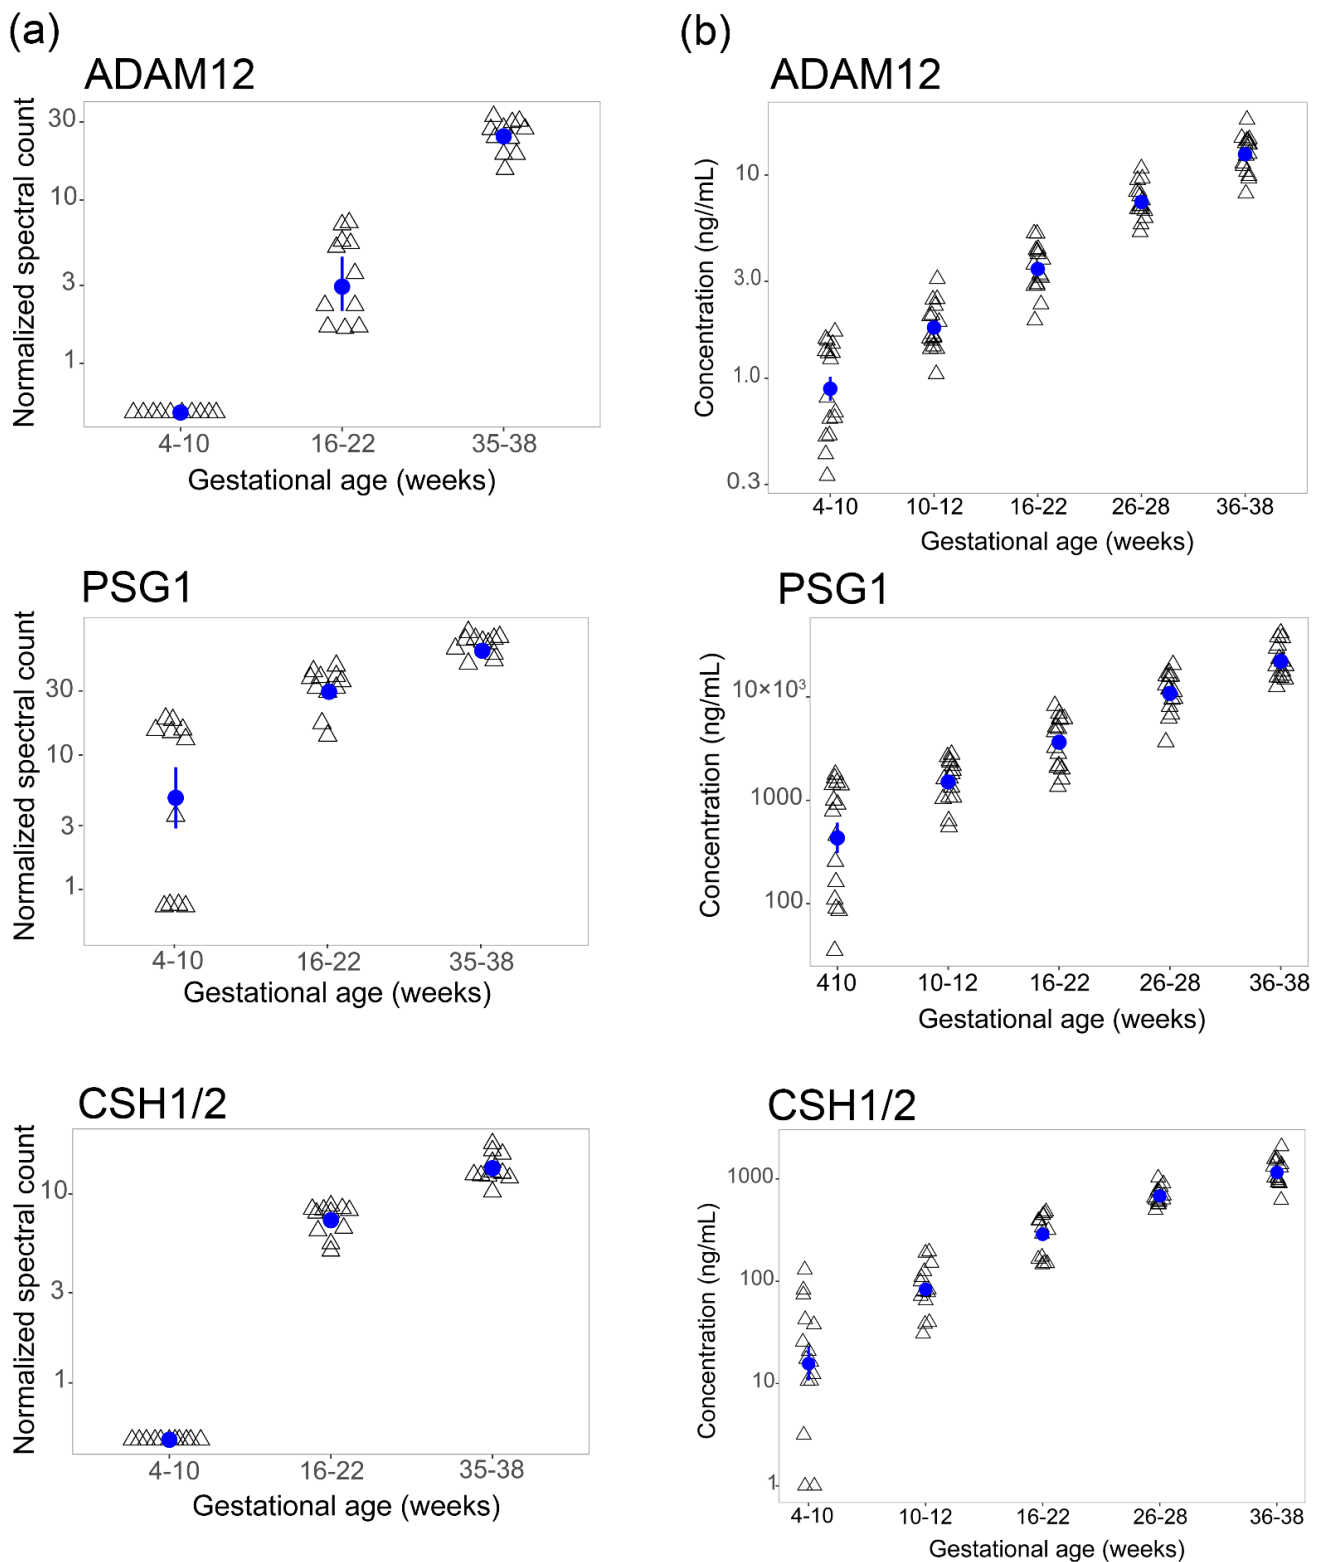 (a)
ADAM12
Normalized spectral count
30
10
3
1
4-10 16-22 35-38
Gestational age (weeks)
PSG1
Normalized spectral count
30
10
3
1
4-10 16-22 35-38
Gestational age (weeks)
CSH1/2
Normalized spectral count
10
3
1
4-10 16-22 35-38
Gestational age (weeks)
(b)
ADAM12
Concentration (ng//mL)
10
3.0
1.0
0.3
4-10 10-12 16-22 26-28 36-38
Gestational age (weeks)
PSG1
Concentration (ng/mL)
10×10³
1000
100
410 10-12 16-22 26-28 36-38
Gestational age (weeks)
CSH1/2
Concentration (ng/mL)
1000
100
10
1
4-10 10-12 16-22 26-28 36-38
Gestational age (weeks)